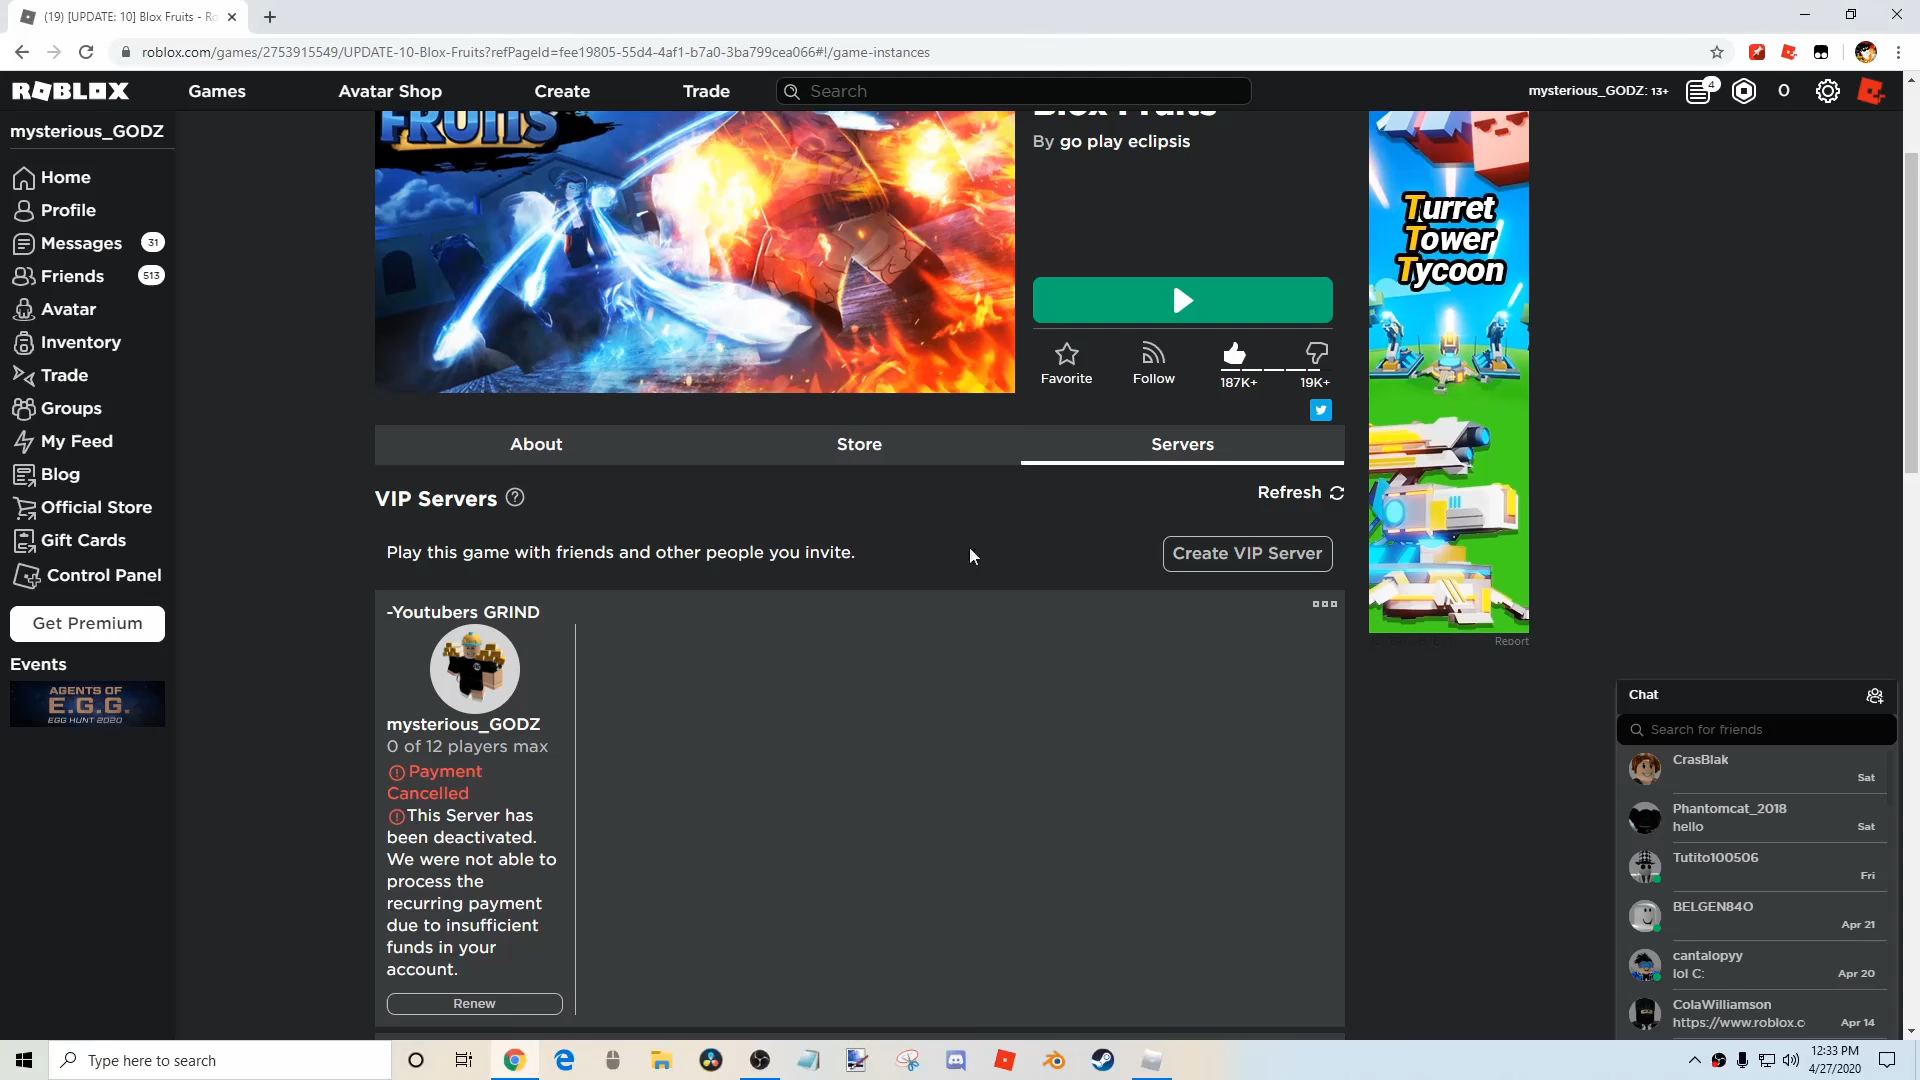 (19) [UPDATE: 10] Blox Fruits - Ro
roblox.com/games/2753915549/UPDATE-10-Blox-Fruits?refPageId=fee19805-55d4-4af1-b7a0-3ba799cea066#!/game-instances
ROBLOX
Games
Avatar Shop
Create
Trade
Search
mysterious_GODZ: 13+
4
0
mysterious_GODZ
Home
Profile
Messages 31
Friends 513
Avatar
Inventory
Trade
Groups
My Feed
Blog
Official Store
Gift Cards
Control Panel
Get Premium
Events
AGENTS OF
E.G.G.
EGG HUNT 2020
FRUITS
Blox Fruits
By go play eclipsis
Favorite
Follow
187K+
19K+
About
Store
Servers
VIP Servers
Refresh
Play this game with friends and other people you invite.
Create VIP Server
-Youtubers GRIND
mysterious_GODZ
0 of 12 players max
Payment
Cancelled
This Server has
been deactivated.
We were not able to
process the
recurring payment
due to insufficient
funds in your
account.
Renew
Turret
Tower
Tycoon
Report
Chat
Search for friends
CrasBlak
Sat
Phantomcat_2018
hello
Sat
Tutito100506
Fri
BELGEN84O
Apr 21
cantalopyy
lol C:
Apr 20
ColaWilliamson
https://www.roblox.c
Apr 14
Type here to search
12:33 PM
4/27/2020